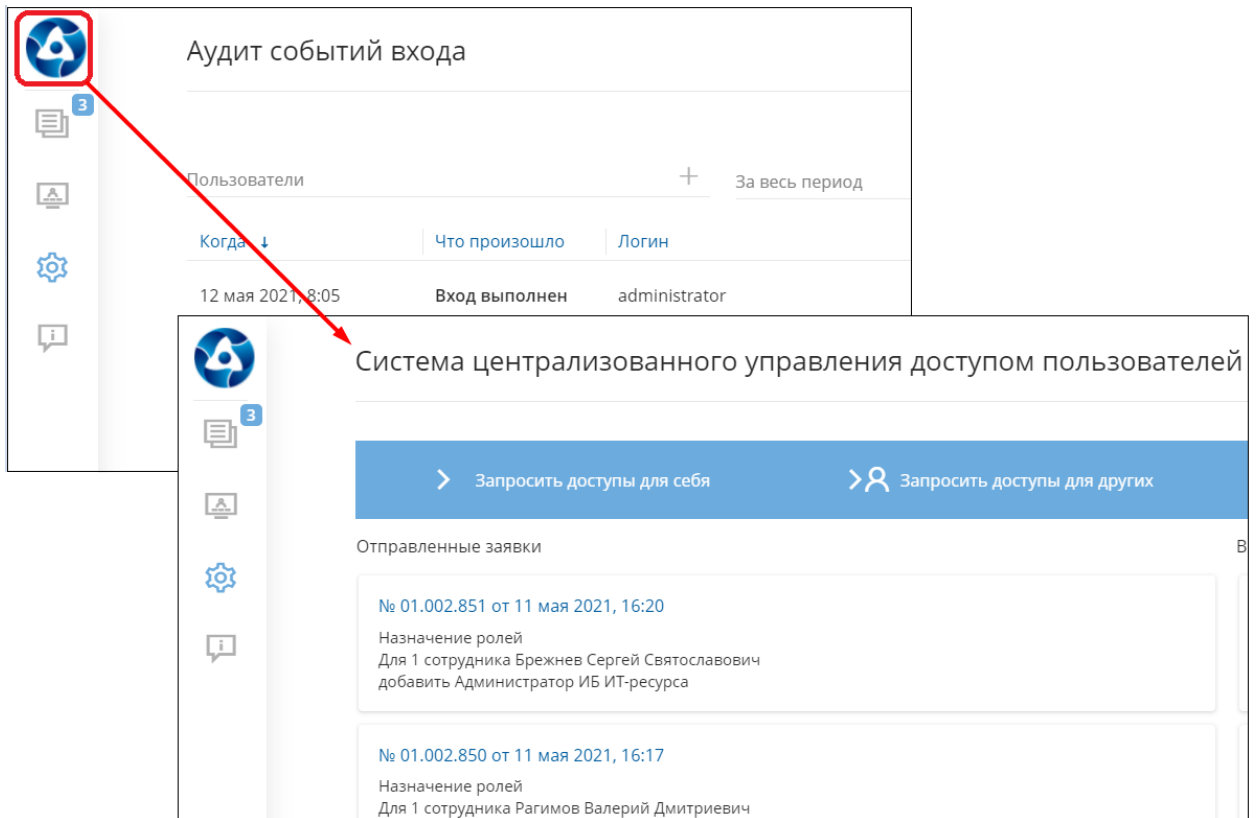 Аудит событий входа
3
Пользователи
За весь период
Когда ↓ Что произошло Логин
12 мая 2021, 8:05 Вход выполнен administrator
Система централизованного управления доступом пользователей
3
Запросить доступы для себя Запросить доступы для других
Отправленные заявки В
№ 01.002.851 от 11 мая 2021, 16:20
Назначение ролей
Для 1 сотрудника Брежнев Сергей Святославович
добавить Администратор ИБ ИТ-ресурса
№ 01.002.850 от 11 мая 2021, 16:17
Назначение ролей
Для 1 сотрудника Рагимов Валерий Дмитриевич